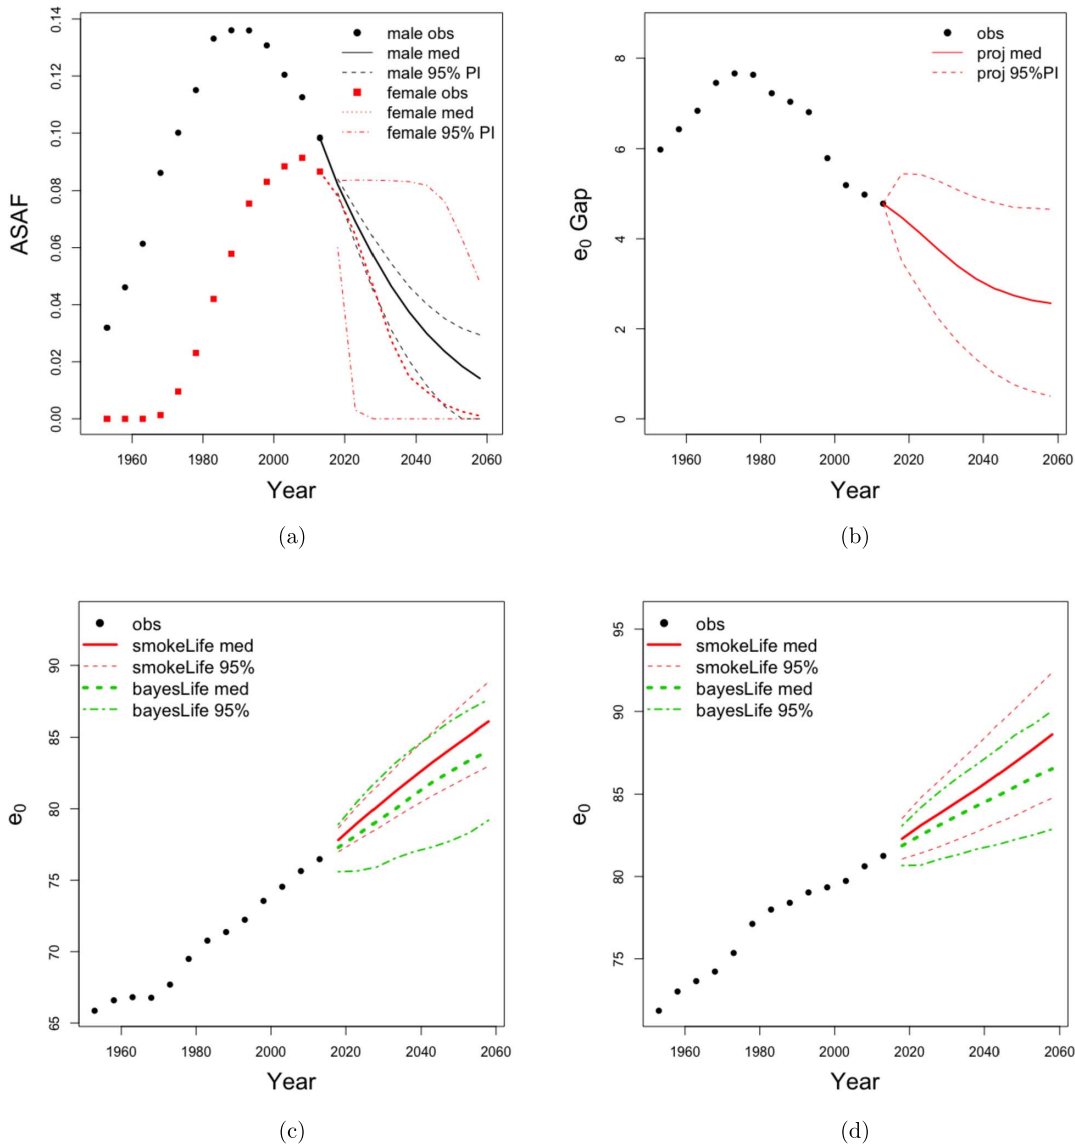 0.14
0.12
0.10
0.08
0.06
0.04
0.02
0.00
ASAF
male obs
male med
male 95% PI
female obs
female med
female 95% PI
1960 1980 2000 2020 2040 2060
Year
(a)
8
6
4
2
0
e₀ Gap
obs
proj med
proj 95%PI
1960 1980 2000 2020 2040 2060
Year
(b)
90
85
80
75
70
65
e₀
obs
smokeLife med
smokeLife 95%
bayesLife med
bayesLife 95%
1960 1980 2000 2020 2040 2060
Year
(c)
95
90
85
80
75
e₀
obs
smokeLife med
smokeLife 95%
bayesLife med
bayesLife 95%
1960 1980 2000 2020 2040 2060
Year
(d)